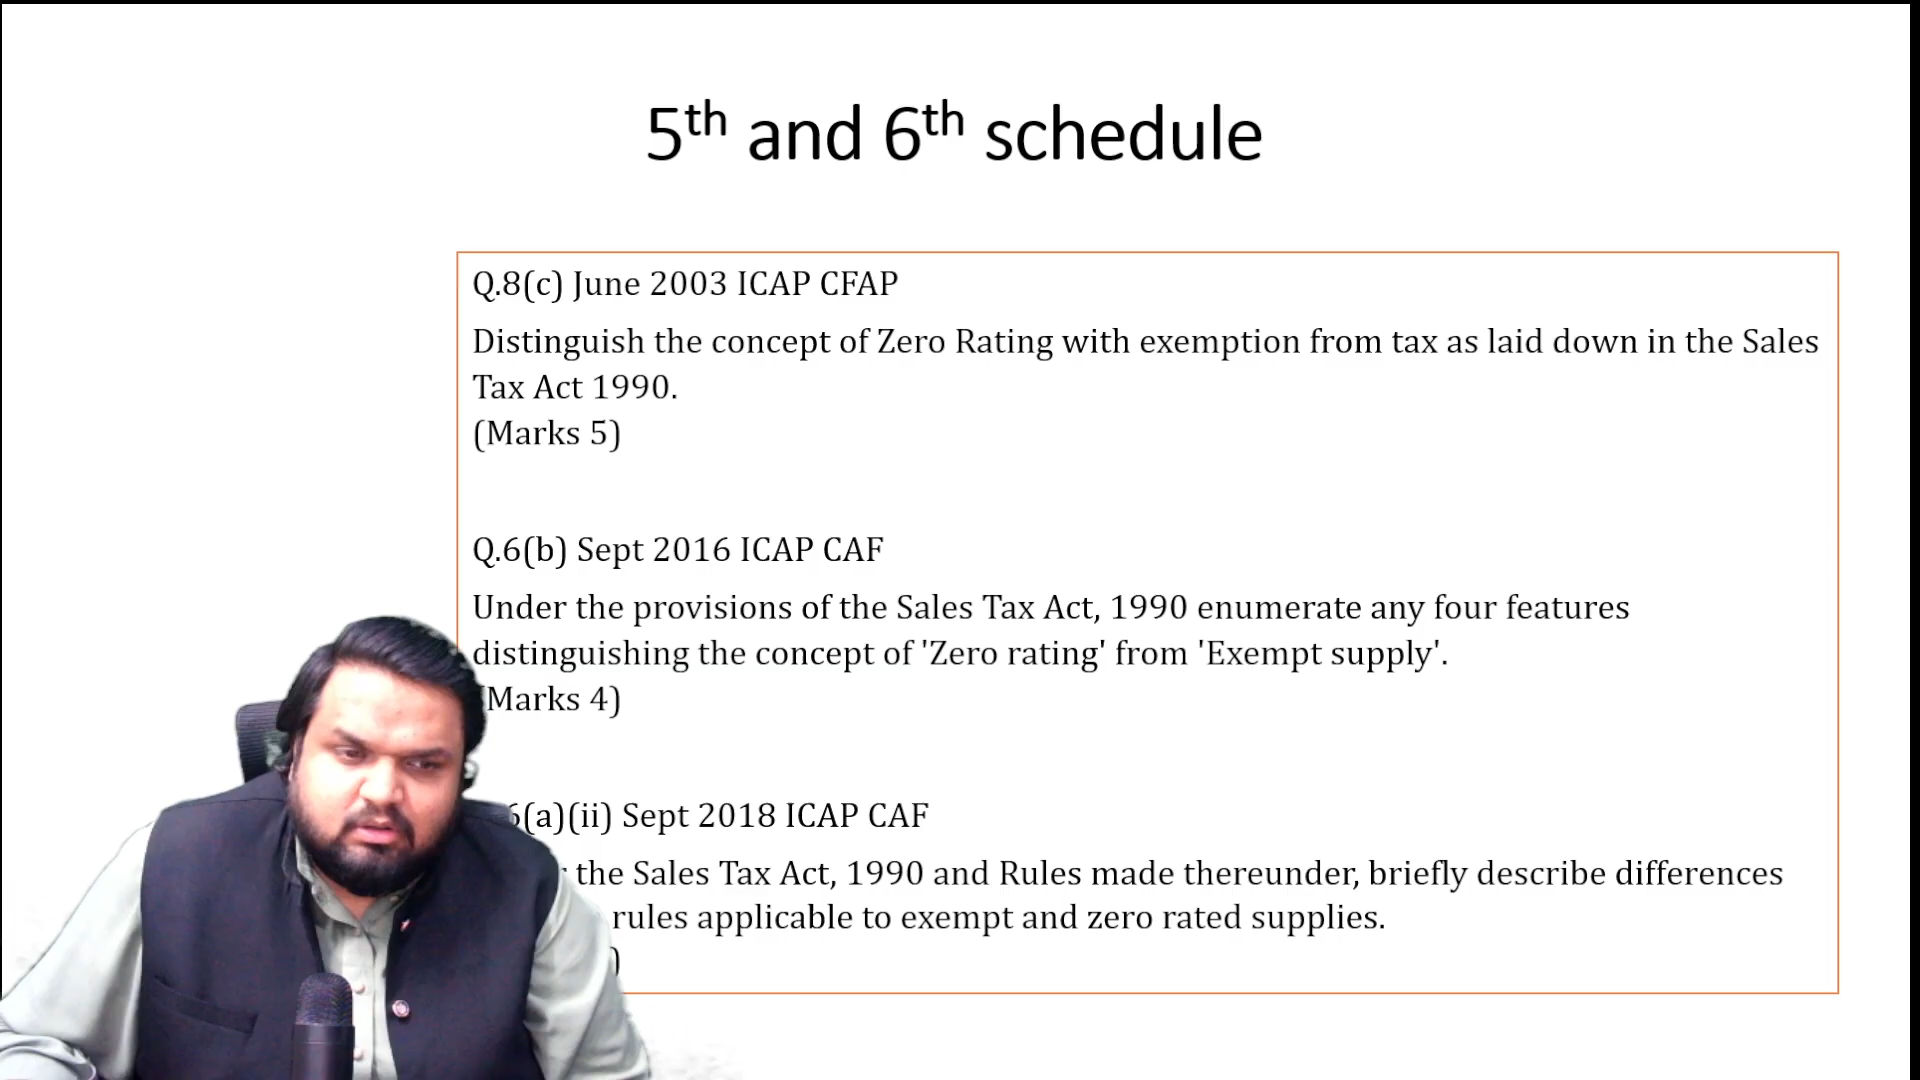 5th and 6th schedule
Q.8(c) June 2003 ICAP CFAP
Distinguish the concept of Zero Rating with exemption from tax as laid down in the Sales
Tax Act 1990.
(Marks 5)
Q.6(b) Sept 2016 ICAP CAF
Under the provisions of the Sales Tax Act, 1990 enumerate any four features
distinguishing the concept of 'Zero rating' from 'Exempt supply'.
Marks 4)
6(a)(ii) Sept 2018 ICAP CAF
the Sales Tax Act, 1990 and Rules made thereunder, briefly describe differences
rules applicable to exempt and zero rated supplies.
)